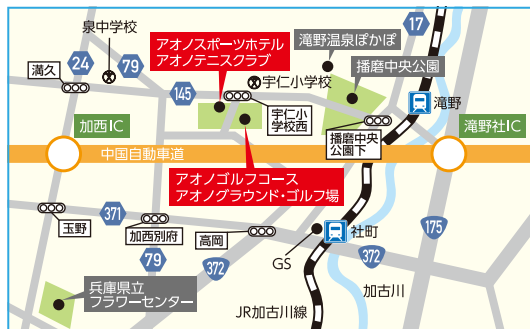 泉中学校
満久
24
79
アオノスポーツホテル
アオノテニスクラブ
滝野温泉ぽかぽ
17
宇仁小学校
播磨中央公園
145
滝野
加西IC
宇仁小
学校西
播磨中央
公園下
滝野社IC
中国自動車道
アオノゴルフコース
アオノグラウンド・ゴルフ場
玉野
371
加西別府
高岡
社町
175
79
372
GS
372
兵庫県立
フラワーセンター
加古川
JR加古川線